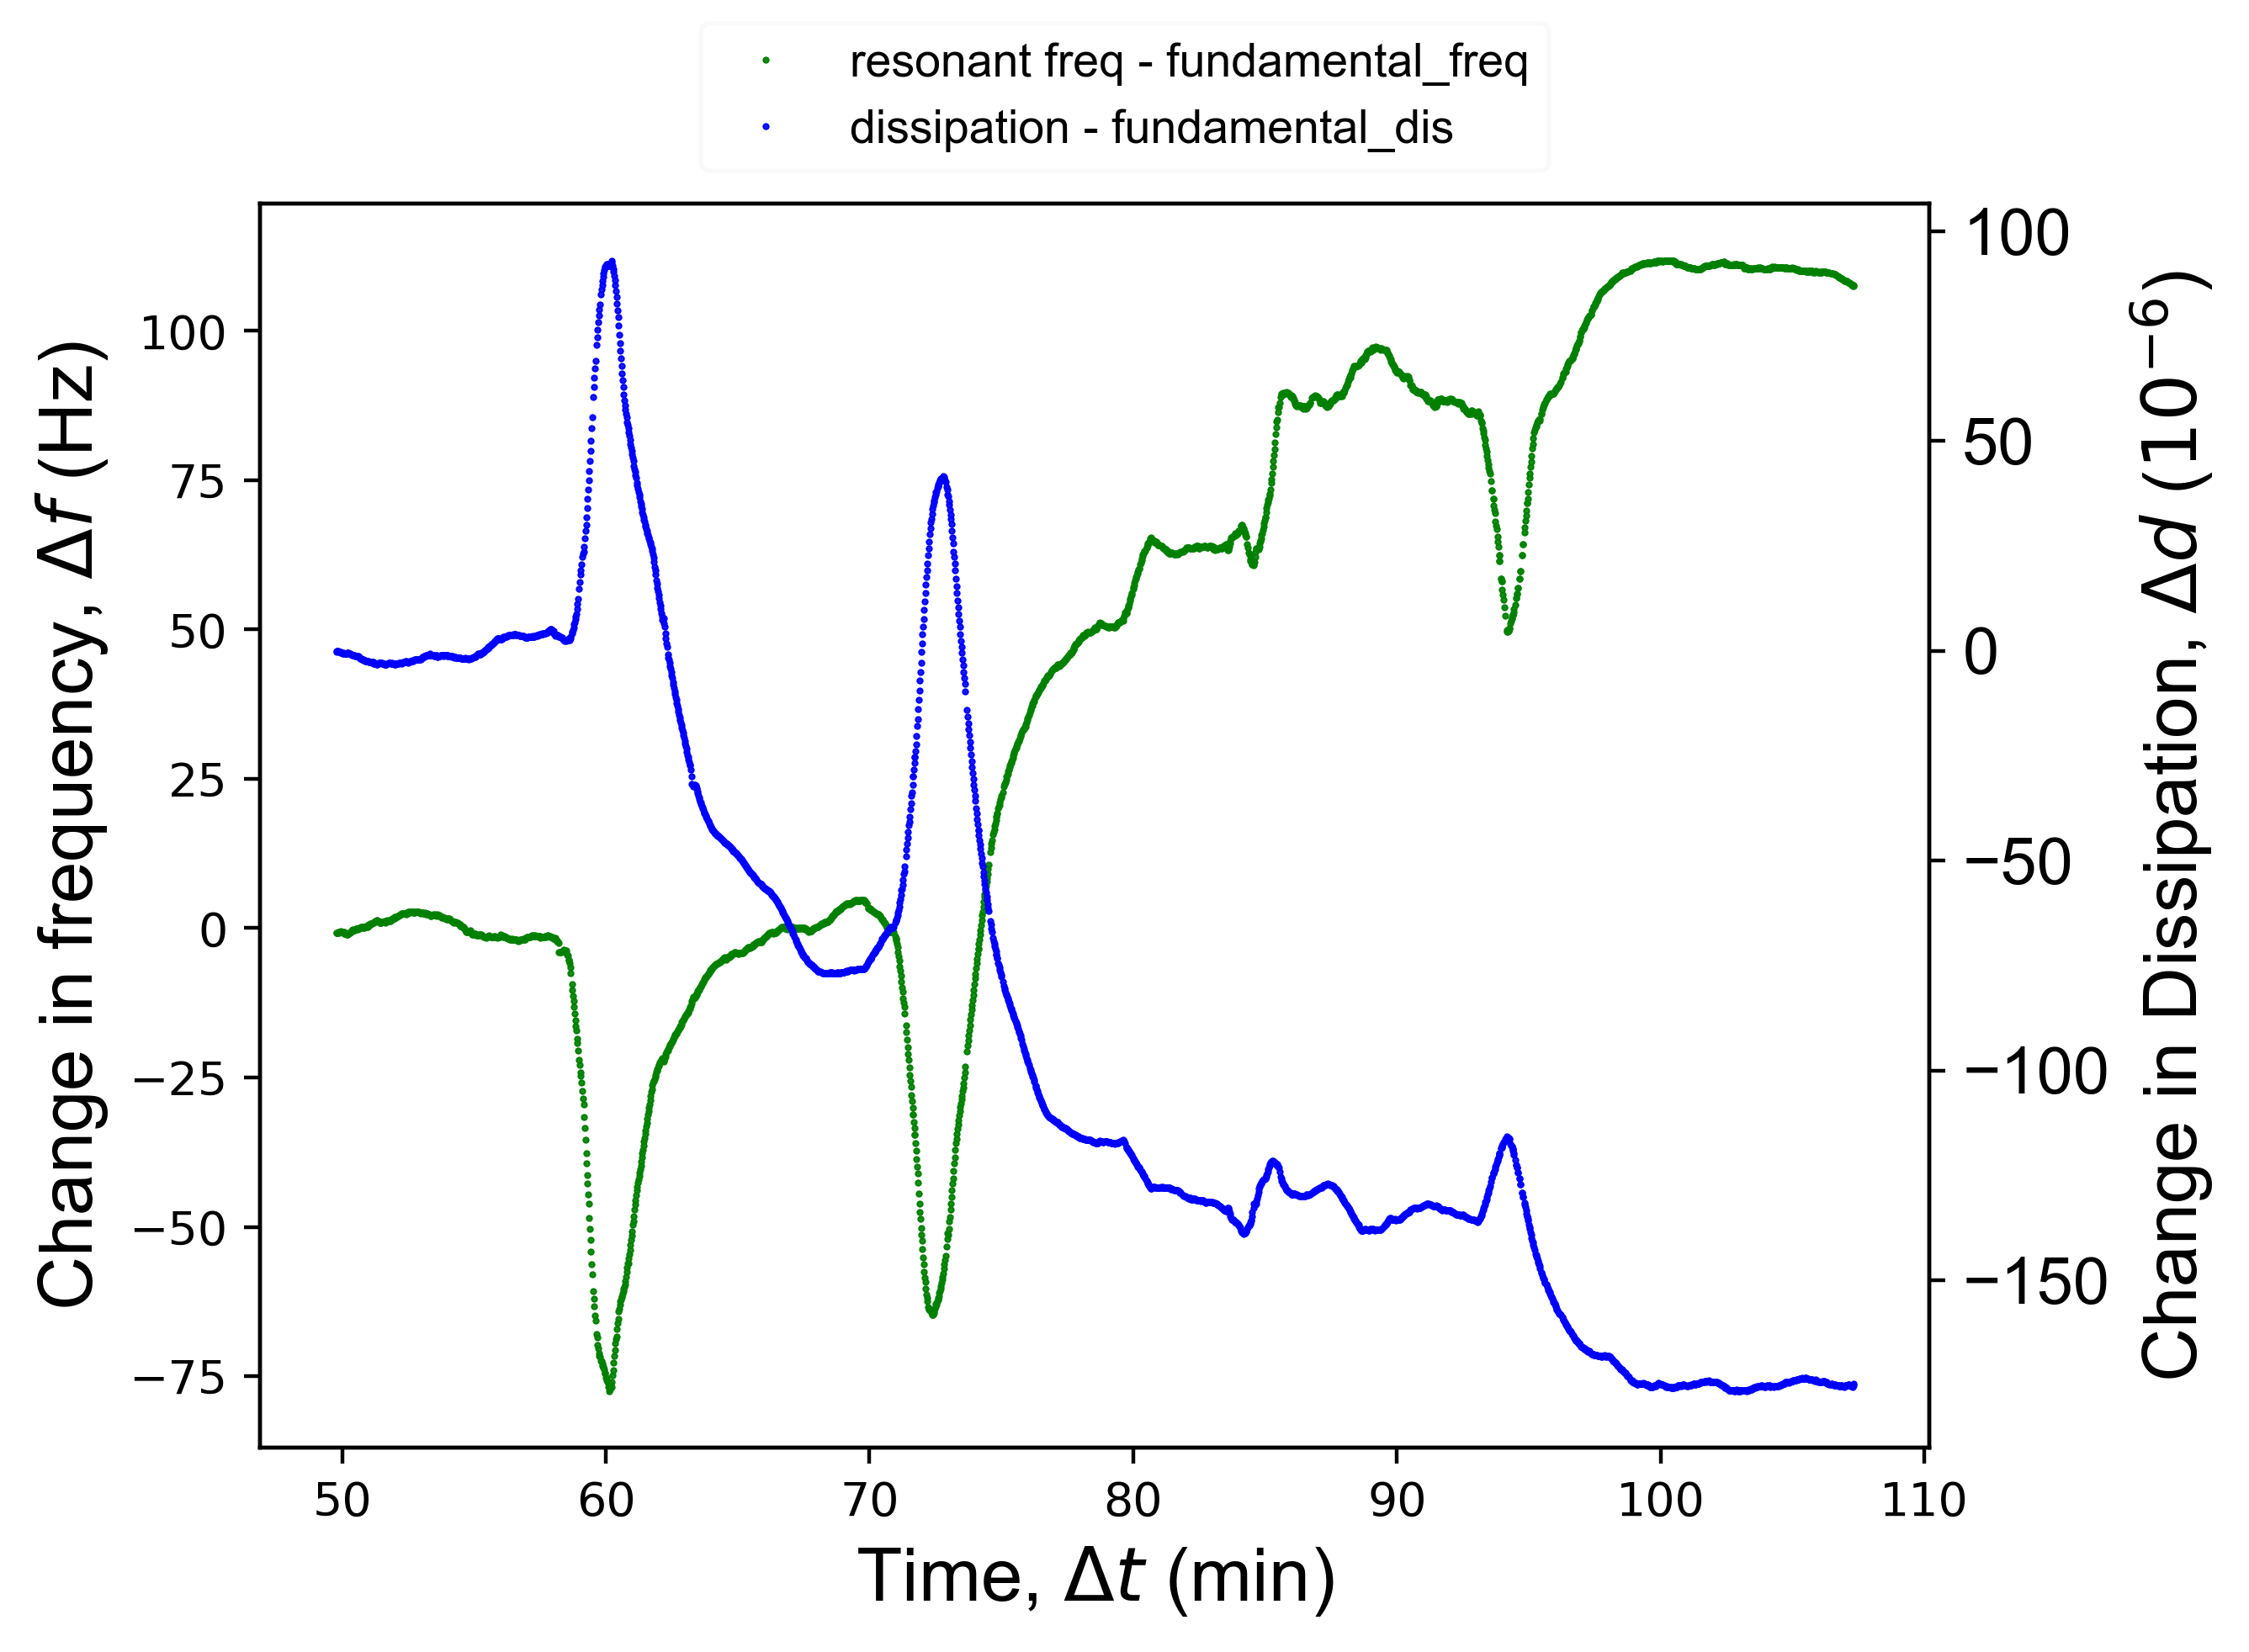 resonant freq - fundamental_freq
dissipation - fundamental_dis
Change in frequency, Δf (Hz)
100
75
50
25
0
−25
−50
−75
100
50
0
−50
−100
−150
Change in Dissipation, Δd (10⁻⁶)
50 60 70 80 90 100 110
Time, Δt (min)